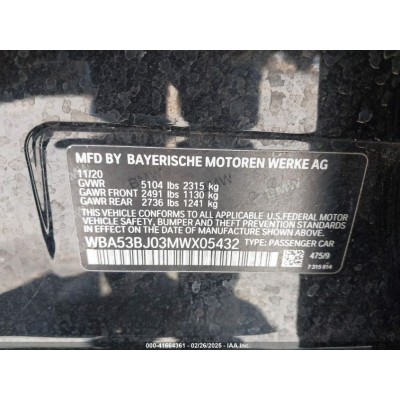 MFD BY BAYERISCHE MOTOREN WERKE AG
11/20
GVWR 5104 lbs 2315 kg
GAWR FRONT 2491 lbs 1130 kg
GAWR REAR 2736 lbs 1241 kg
THIS VEHICLE CONFORMS TO ALL APPLICABLE U.S. FEDERAL MOTOR
VEHICLE SAFETY, BUMPER, AND THEFT PREVENTION STANDARDS
IN EFFECT ON THE DATE OF MANUFACTURE SHOWN ABOVE.
WBA53BJ03MWX05432 TYPE: PASSENGER CAR
475/9
7 315 814
000-41664361 - 02/26/2025 - IAA Inc.